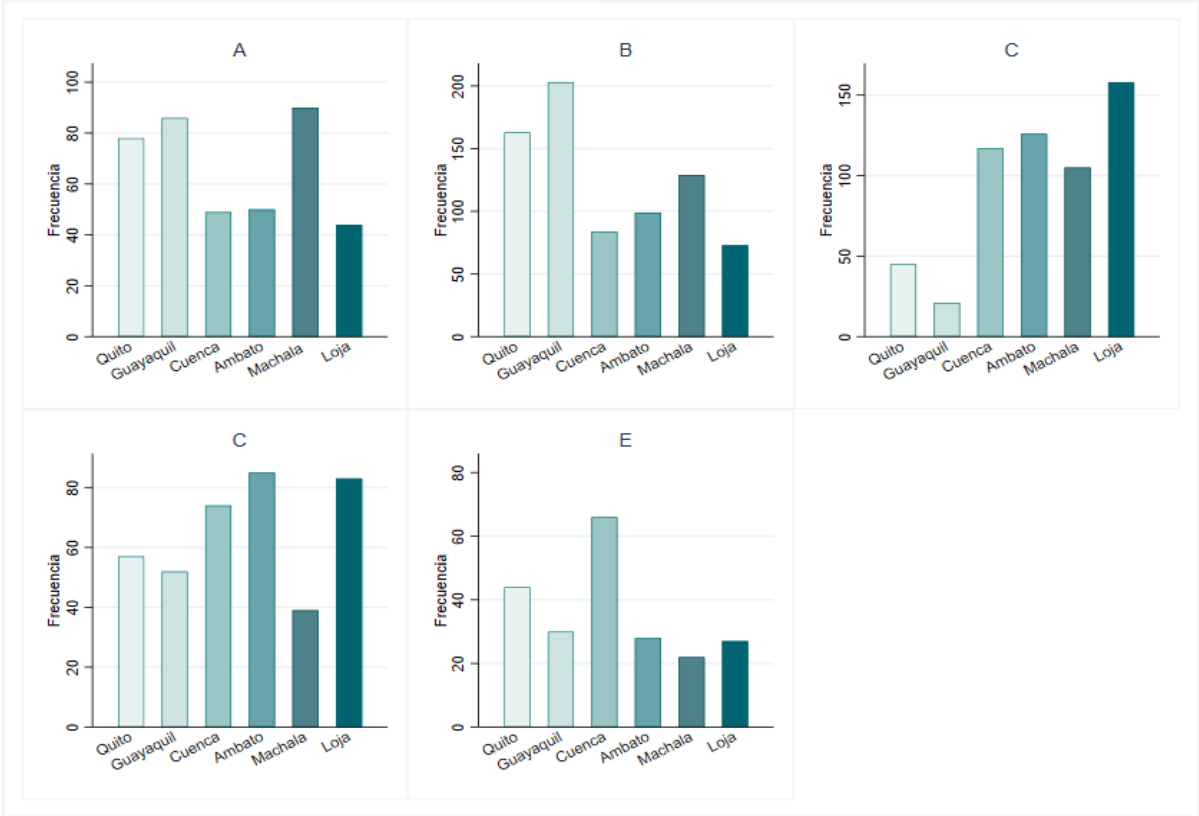 A
Frecuencia
0 20 40 60 80 100
Quito Guayaquil Cuenca Ambato Machala Loja
B
Frecuencia
0 50 100 150 200
Quito Guayaquil Cuenca Ambato Machala Loja
C
Frecuencia
0 50 100 150
Quito Guayaquil Cuenca Ambato Machala Loja
C
Frecuencia
0 20 40 60 80
Quito Guayaquil Cuenca Ambato Machala Loja
E
Frecuencia
0 20 40 60 80
Quito Guayaquil Cuenca Ambato Machala Loja